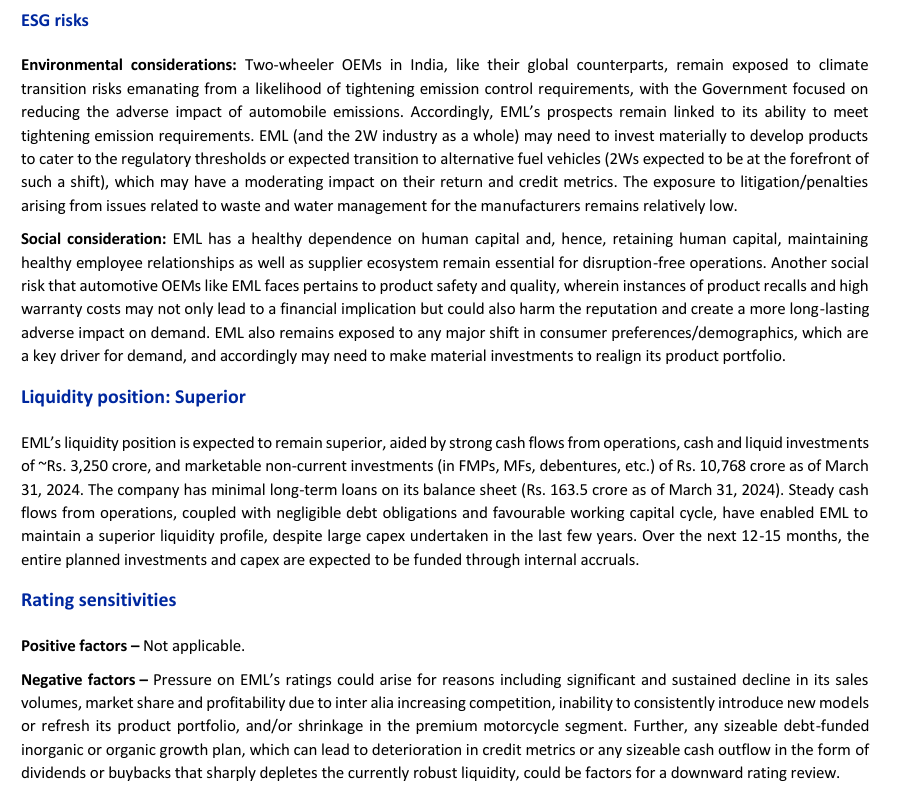 ESG risks
Environmental considerations: Two-wheeler OEMs in India, like their global counterparts, remain exposed to climate
transition risks emanating from a likelihood of tightening emission control requirements, with the Government focused on
reducing the adverse impact of automobile emissions. Accordingly, EML's prospects remain linked to its ability to meet
tightening emission requirements. EML (and the 2W industry as a whole) may need to invest materially to develop products
to cater to the regulatory thresholds or expected transition to alternative fuel vehicles (2Ws expected to be at the forefront of
such a shift), which may have a moderating impact on their return and credit metrics. The exposure to litigation/penalties
arising from issues related to waste and water management for the manufacturers remains relatively low.
Social consideration: EML has a healthy dependence on human capital and, hence, retaining human capital, maintaining
healthy employee relationships as well as supplier ecosystem remain essential for disruption-free operations. Another social
risk that automotive OEMs like EML faces pertains to product safety and quality, wherein instances of product recalls and high
warranty costs may not only lead to a financial implication but could also harm the reputation and create a more long-lasting
adverse impact on demand. EML also remains exposed to any major shift in consumer preferences/demographics, which are
a key driver for demand, and accordingly may need to make material investments to realign its product portfolio.
Liquidity position: Superior
EML's liquidity position is expected to remain superior, aided by strong cash flows from operations, cash and liquid investments
of ~Rs. 3,250 crore, and marketable non-current investments (in FMPs, MFs, debentures, etc.) of Rs. 10,768 crore as of March
31, 2024. The company has minimal long-term loans on its balance sheet (Rs. 163.5 crore as of March 31, 2024). Steady cash
flows from operations, coupled with negligible debt obligations and favourable working capital cycle, have enabled EML to
maintain a superior liquidity profile, despite large capex undertaken in the last few years. Over the next 12-15 months, the
entire planned investments and capex are expected to be funded through internal accruals.
Rating sensitivities
Positive factors – Not applicable.
Negative factors – Pressure on EML's ratings could arise for reasons including significant and sustained decline in its sales
volumes, market share and profitability due to inter alia increasing competition, inability to consistently introduce new models
or refresh its product portfolio, and/or shrinkage in the premium motorcycle segment. Further, any sizeable debt-funded
inorganic or organic growth plan, which can lead to deterioration in credit metrics or any sizeable cash outflow in the form of
dividends or buybacks that sharply depletes the currently robust liquidity, could be factors for a downward rating review.